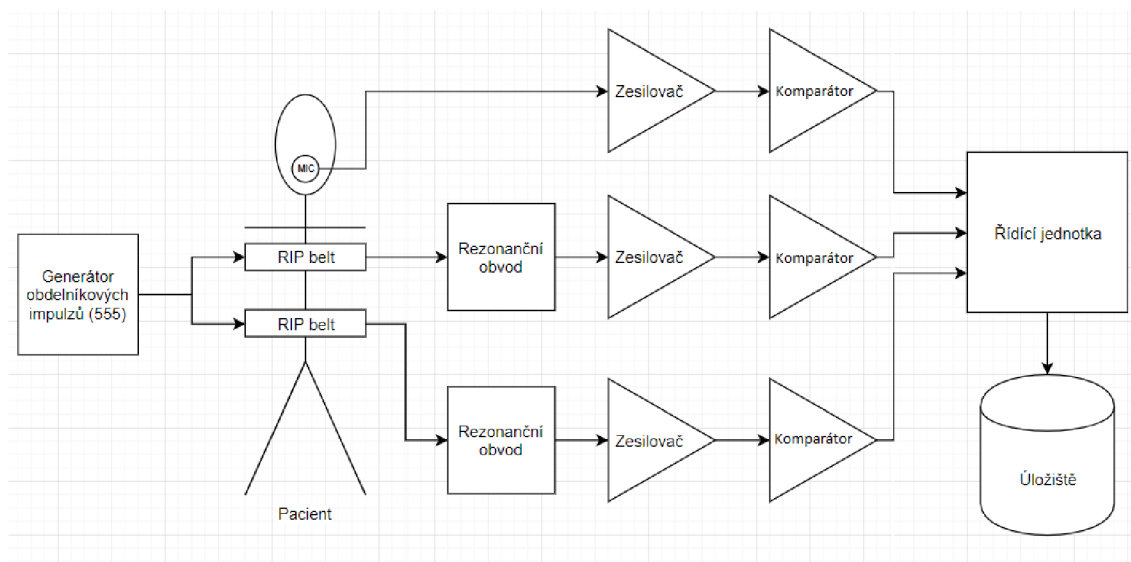 Zesilovač
Komparátor
MIC
Generátor
obdelníkových
impulzů (555)
RIP belt
Rezonanční
obvod
Zesilovač
Komparátor
Řídící jednotka
RIP belt
Rezonanční
obvod
Zesilovač
Komparátor
Úložiště
Pacient